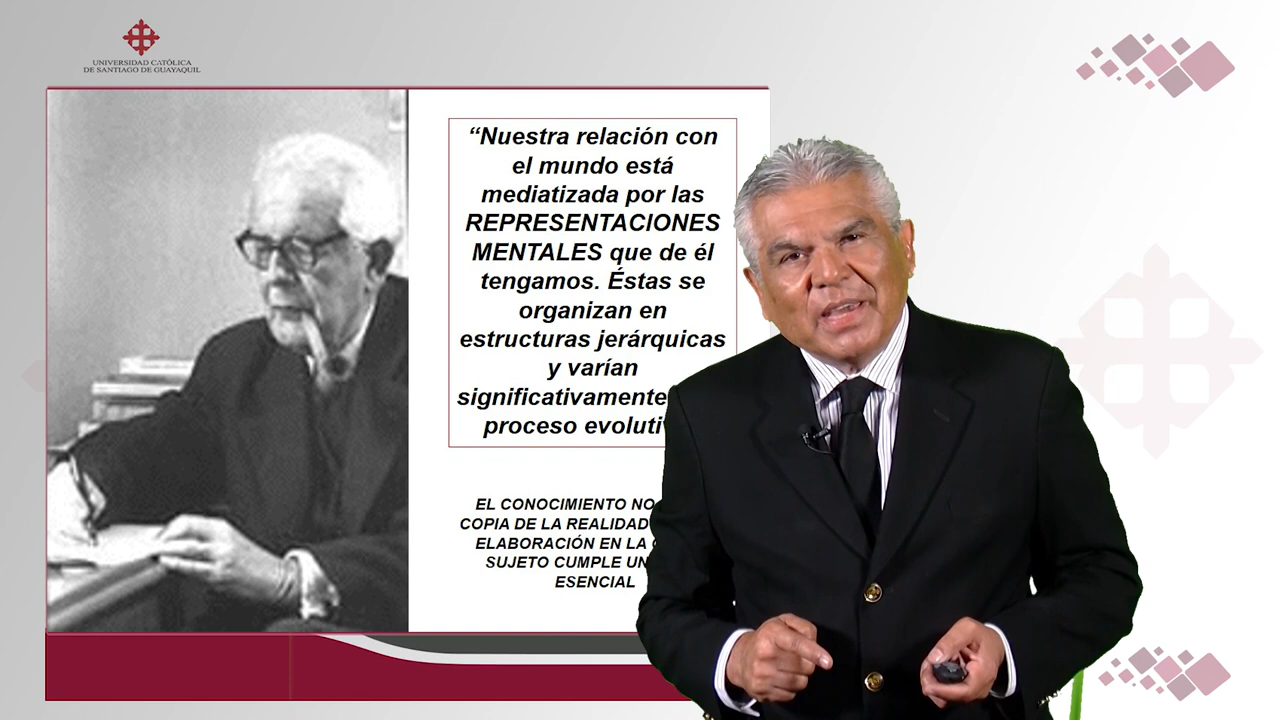 UNIVERSIDAD CATÓLICA
DE SANTIAGO DE GUAYAQUIL
“Nuestra relación con
el mundo está
mediatizada por las
REPRESENTACIONES
MENTALES que de él
tengamos. Éstas se
organizan en
estructuras jerárquicas
y varían
significativamente
proceso
EL CONOCIMIENTO NO
COPIA DE LA REALIDAD
ELABORACIÓN EN LA
SUJETO CUMPLE
ESENCIAL